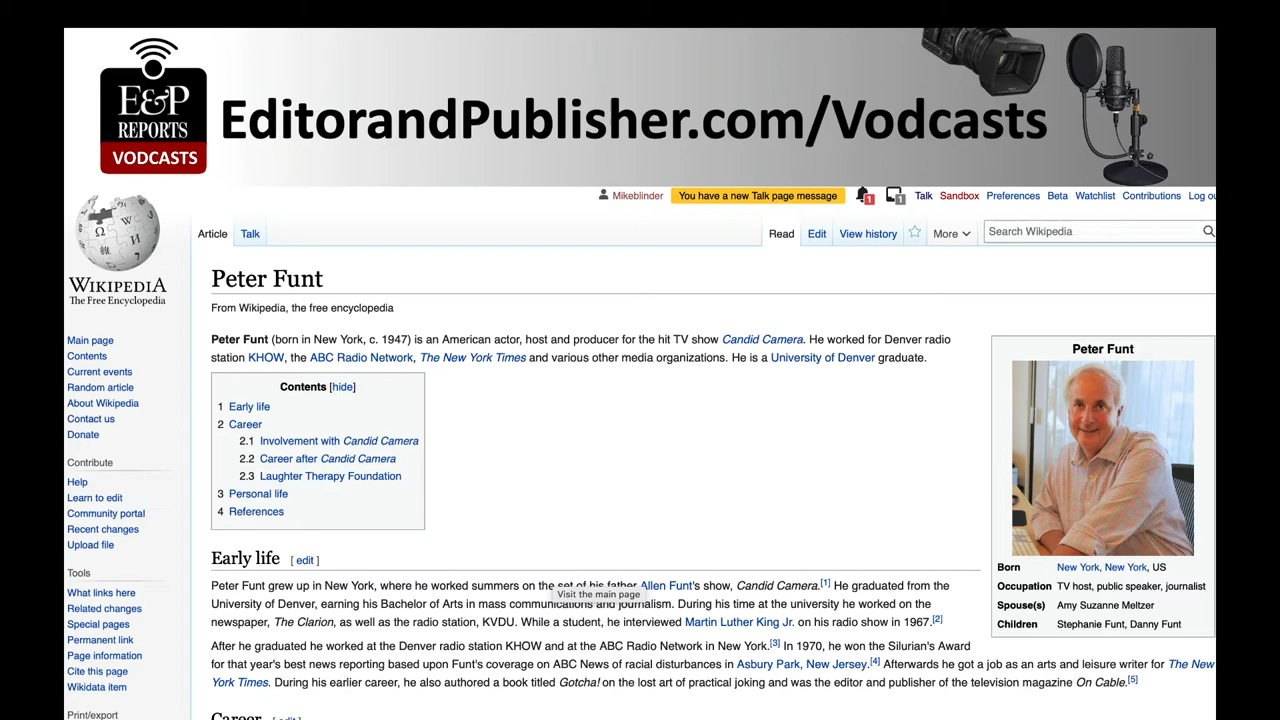 E&P
REPORTS
VODCASTS
EditorandPublisher.com/Vodcasts
Mikeblinder You have a new Talk page message 1 1 Talk Sandbox Preferences Beta Watchlist Contributions Log ou
Article Talk Read Edit View history More Search Wikipedia
WIKIPEDIA
The Free Encyclopedia
Main page
Contents
Current events
Random article
About Wikipedia
Contact us
Donate
Contribute
Help
Learn to edit
Community portal
Recent changes
Upload file
Tools
What links here
Related changes
Special pages
Permanent link
Page information
Cite this page
Wikidata item
Print/export
Peter Funt
From Wikipedia, the free encyclopedia
Peter Funt (born in New York, c. 1947) is an American actor, host and producer for the hit TV show Candid Camera. He worked for Denver radio
station KHOW, the ABC Radio Network, The New York Times and various other media organizations. He is a University of Denver graduate.
Contents [hide]
1 Early life
2 Career
2.1 Involvement with Candid Camera
2.2 Career after Candid Camera
2.3 Laughter Therapy Foundation
3 Personal life
4 References
Peter Funt
Born New York, New York, US
Occupation TV host, public speaker, journalist
Spouse(s) Amy Suzanne Meltzer
Children Stephanie Funt, Danny Funt
Early life [ edit ]
Peter Funt grew up in New York, where he worked summers on the set of his father Allen Funt's show, Candid Camera.[1] He graduated from the
Visit the main page
University of Denver, earning his Bachelor of Arts in mass communications and journalism. During his time at the university he worked on the
newspaper, The Clarion, as well as the radio station, KVDU. While a student, he interviewed Martin Luther King Jr. on his radio show in 1967.[2]
After he graduated he worked at the Denver radio station KHOW and at the ABC Radio Network in New York.[3] In 1970, he won the Silurian's Award
for that year's best news reporting based upon Funt's coverage on ABC News of racial disturbances in Asbury Park, New Jersey.[4] Afterwards he got a job as an arts and leisure writer for The New
York Times. During his earlier career, he also authored a book titled Gotcha! on the lost art of practical joking and was the editor and publisher of the television magazine On Cable.[5]
Career [ edit ]